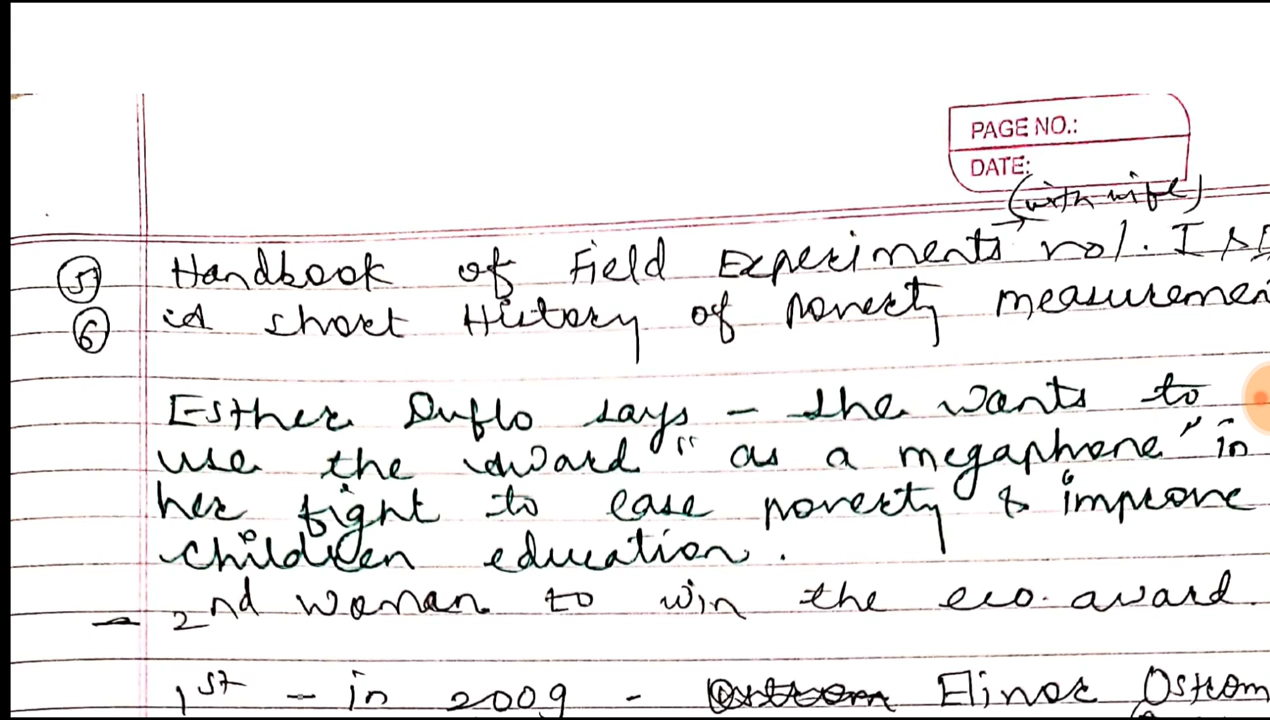 PAGE NO.:
DATE:
(with wife)
(5) Handbook of Field Experiments → vol. I &
(6) A short History of Poverty measuremen
Esther Duflo says - she wants to
use the award "as a megaphone" in
her fight to ease poverty & improve
children education.
- 2nd woman to win the eco. award
1st - in 2009 - Elinor Ostrom